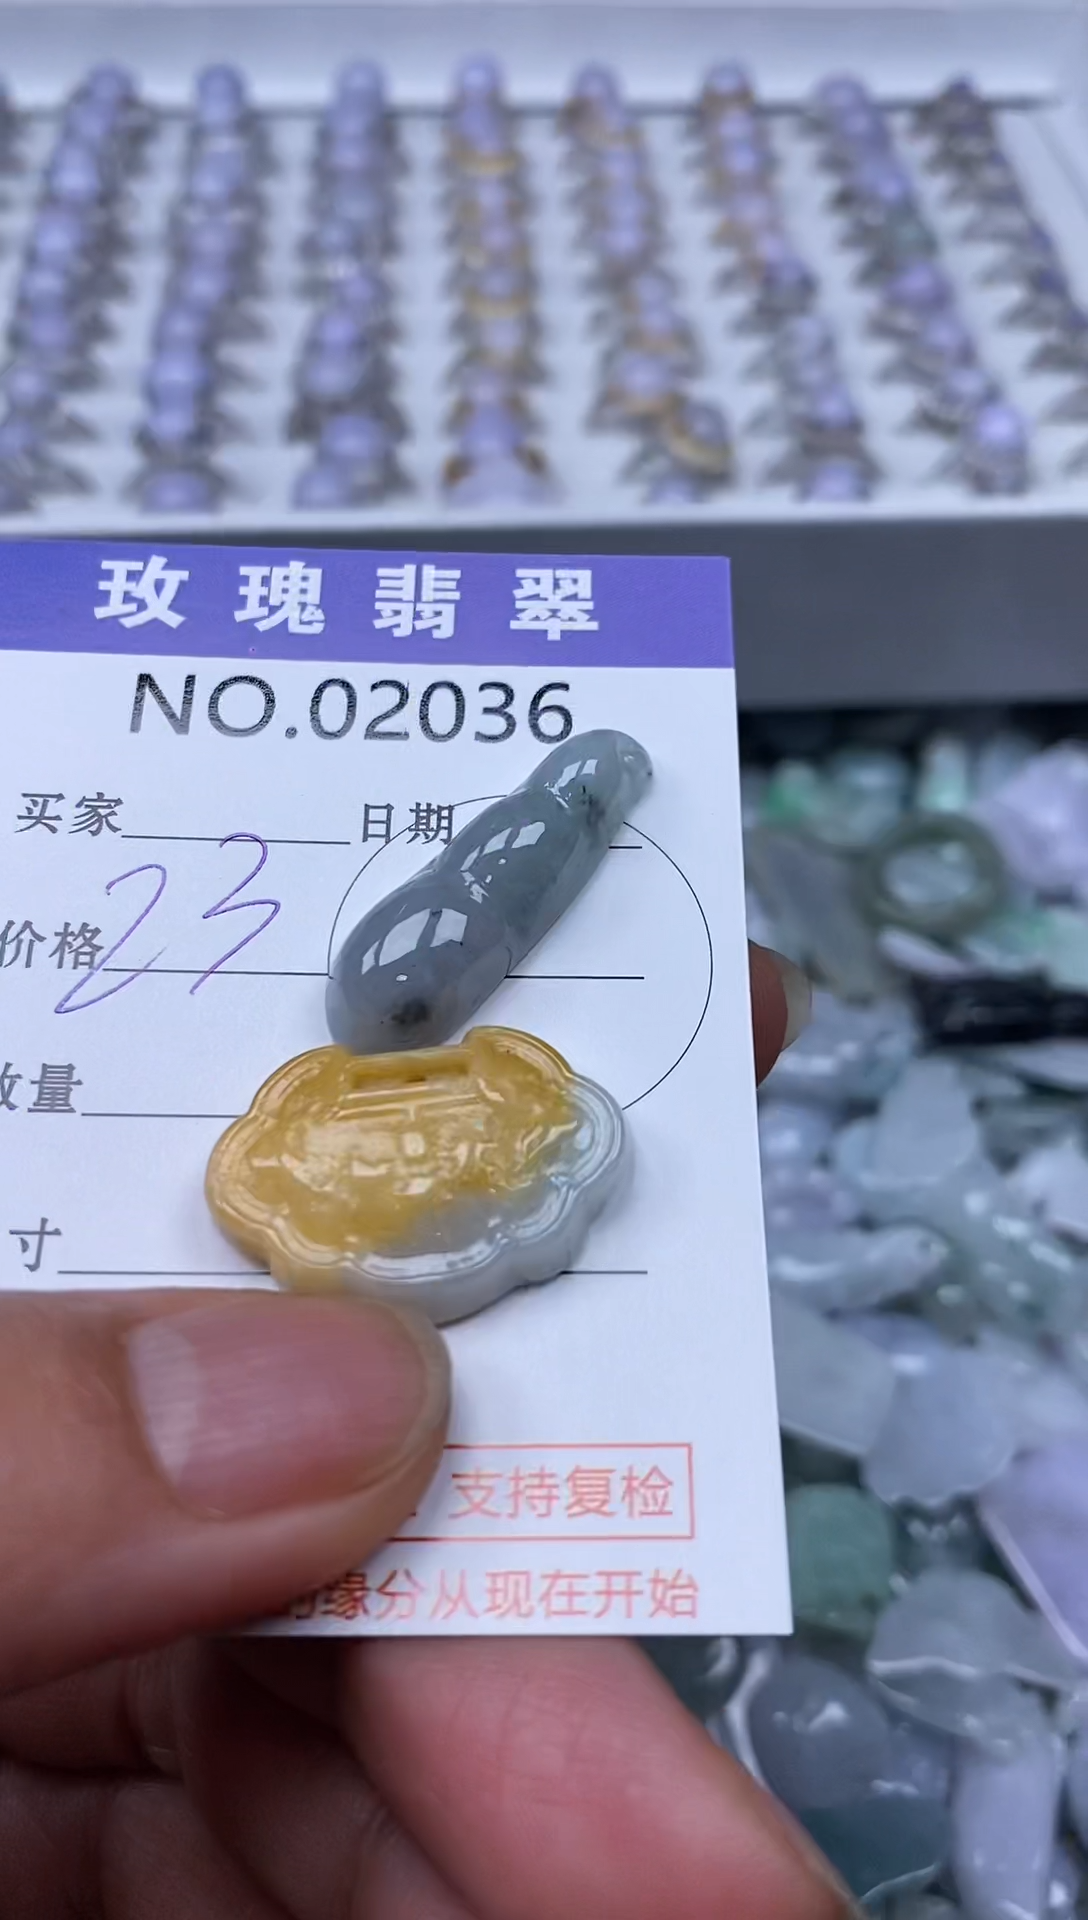 玫瑰翡翠
NO.02036
买家 日期
价格 23
数量
寸
支持复检
缘分从现在开始